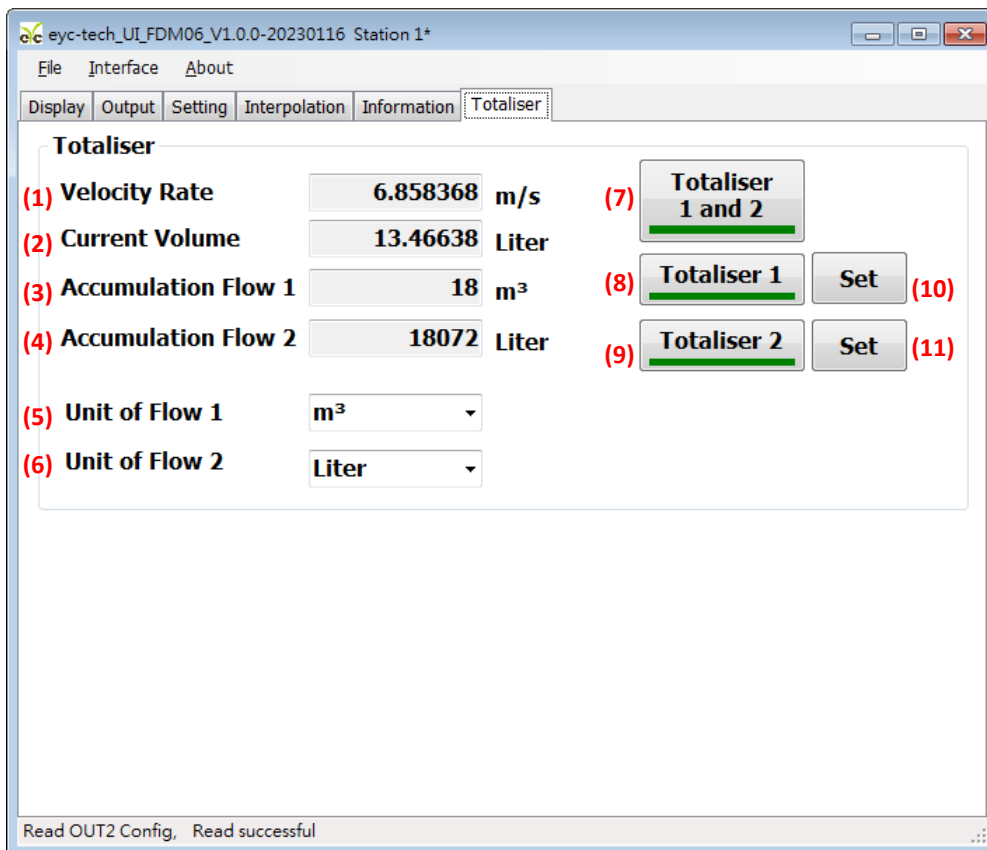 eyc eyc-tech_UI_FDM06_V1.0.0-20230116 Station 1*
File Interface About
Display Output Setting Interpolation Information Totaliser
Totaliser
(1) Velocity Rate 6.858368 m/s
(2) Current Volume 13.46638 Liter
(3) Accumulation Flow 1 18 m³
(4) Accumulation Flow 2 18072 Liter
(5) Unit of Flow 1 m³
(6) Unit of Flow 2 Liter
(7) Totaliser
1 and 2
(8) Totaliser 1 Set (10)
(9) Totaliser 2 Set (11)
Read OUT2 Config, Read successful